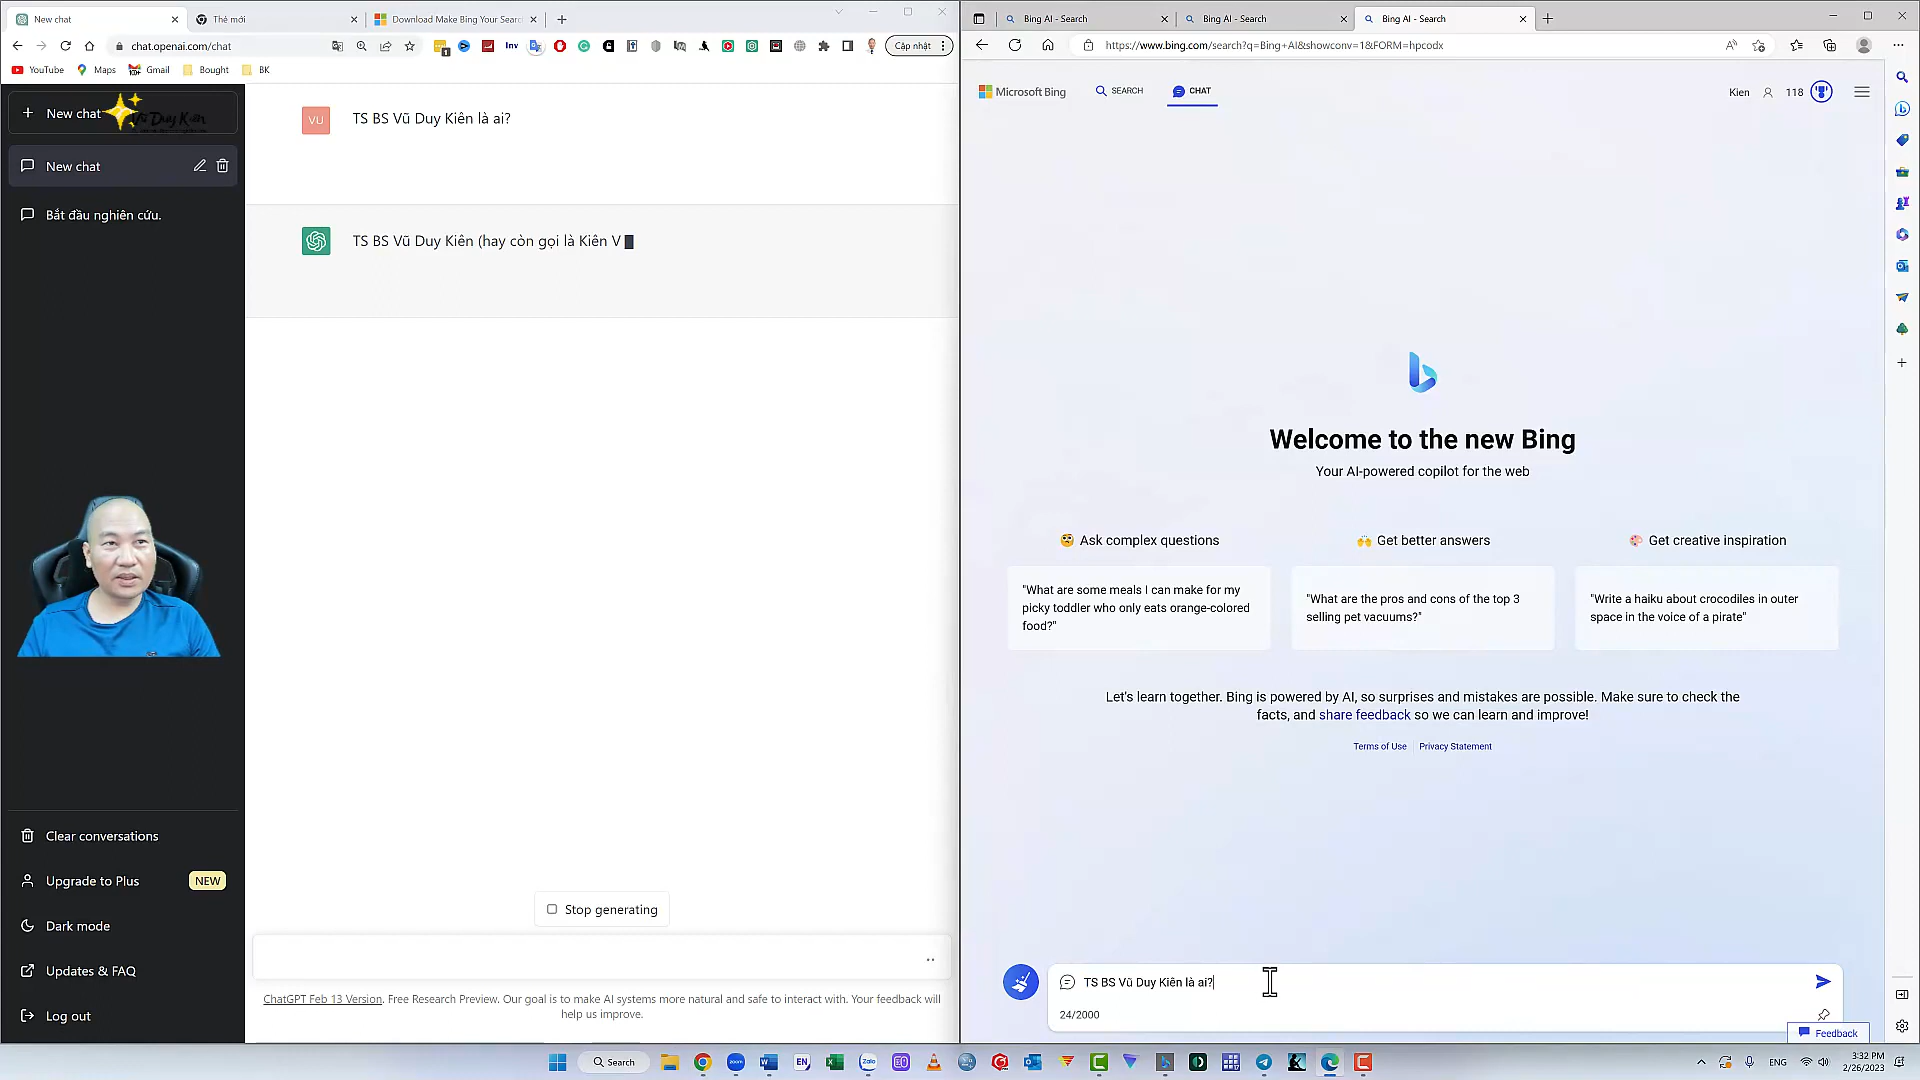 New chat
Thẻ mới
Download Make Bing Your Searc
chat.openai.com/chat
Inv
Cập nhật
YouTube
Maps
Gmail
Bought
BK
New chat
Vũ Duy Kiên
New chat
Bắt đầu nghiên cứu.
Clear conversations
Upgrade to Plus
NEW
Dark mode
Updates & FAQ
Log out
VU
TS BS Vũ Duy Kiên là ai?
TS BS Vũ Duy Kiên (hay còn gọi là Kiên V
Stop generating
ChatGPT Feb 13 Version. Free Research Preview. Our goal is to make AI systems more natural and safe to interact with. Your feedback will
help us improve.
Bing AI - Search
Bing AI - Search
Bing AI - Search
https://www.bing.com/search?q=Bing+AI&showconv=1&FORM=hpcodx
Microsoft Bing
SEARCH
CHAT
Kien
118
Welcome to the new Bing
Your AI-powered copilot for the web
Ask complex questions
Get better answers
Get creative inspiration
"What are some meals I can make for my
picky toddler who only eats orange-colored
food?"
"What are the pros and cons of the top 3
selling pet vacuums?"
"Write a haiku about crocodiles in outer
space in the voice of a pirate"
Let's learn together. Bing is powered by AI, so surprises and mistakes are possible. Make sure to check the
facts, and share feedback so we can learn and improve!
Terms of Use
Privacy Statement
TS BS Vũ Duy Kiên là ai?
24/2000
Feedback
Search
zoom
EN
Zalo
ENG
3:32 PM
2/26/2023